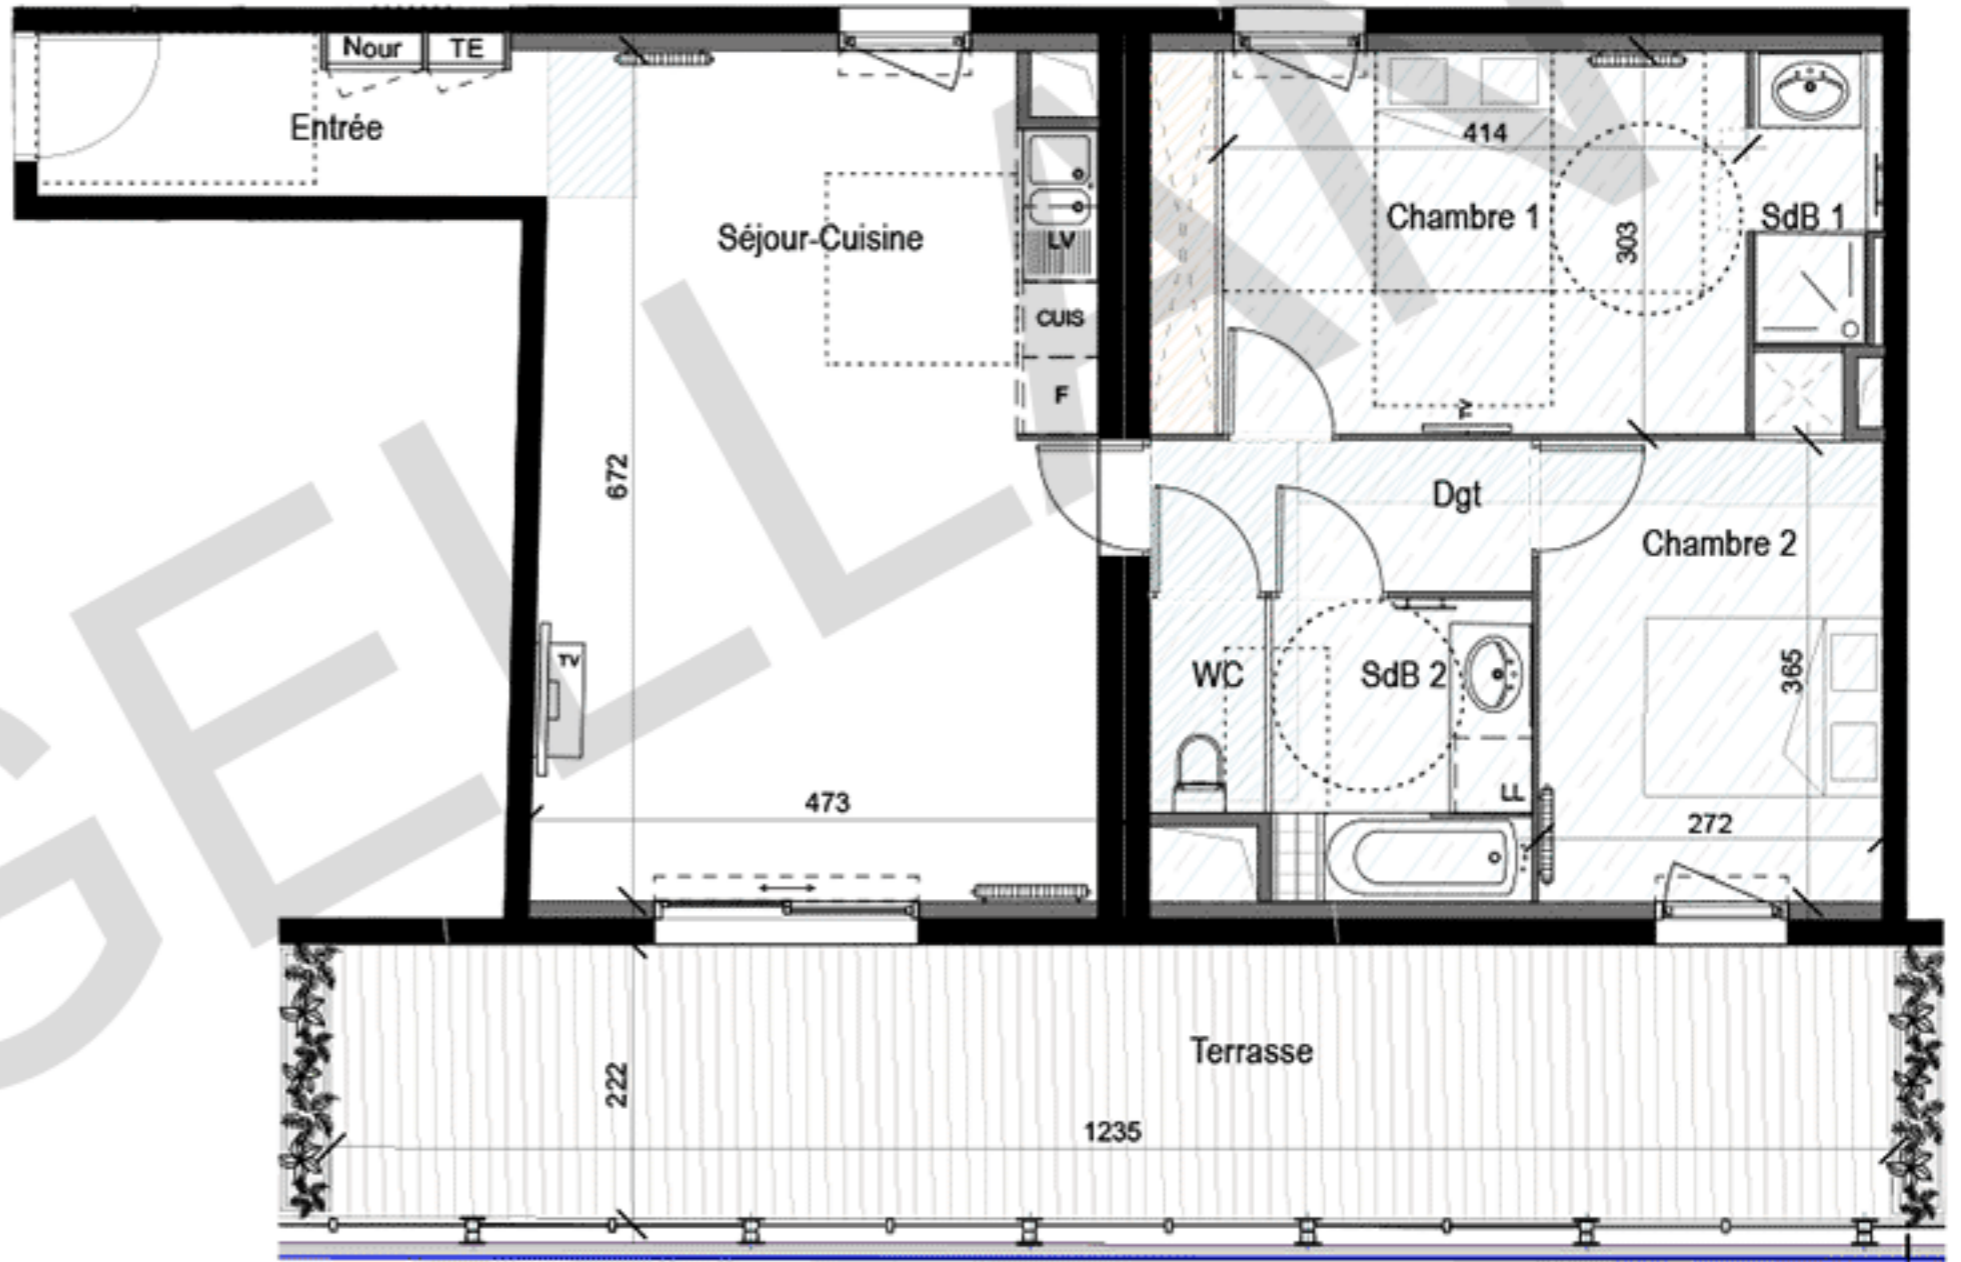 Nour
TE
Entrée
Séjour-Cuisine
LV
CUIS
F
672
TV
473
414
Chambre 1
303
SdB 1
TV
Dgt
Chambre 2
WC
SdB 2
365
LL
272
Terrasse
222
1235